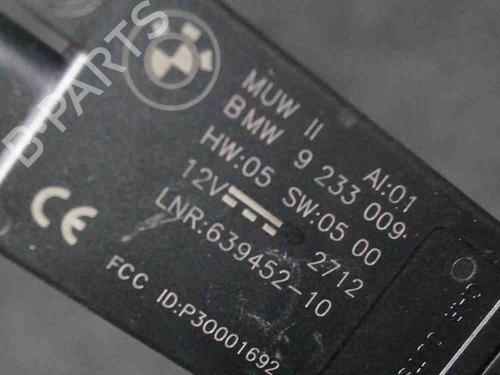 B-PARTS
MUW II AI:01
BMW 9 233 009
HW:05 SW:05 00
12V 2712
LNR:639452-10
CE
FCC ID:P3O001692